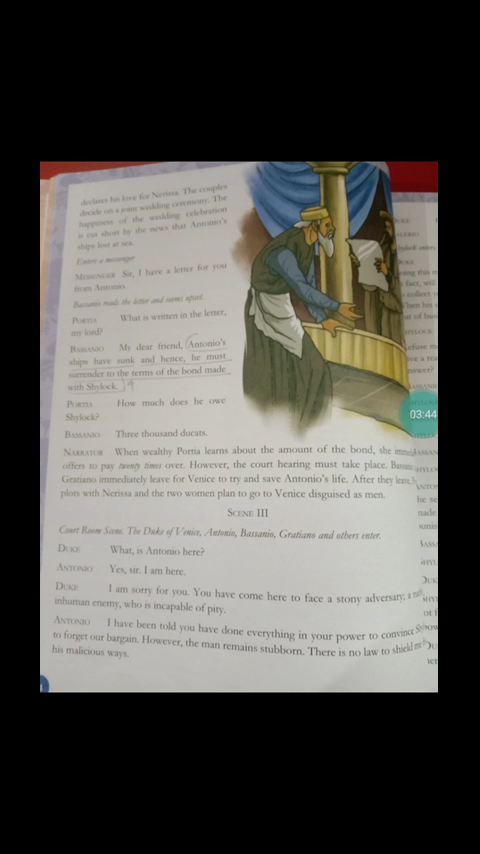 declares his love for Nerissa. The couples
decide on a joint wedding ceremony. The
happiness of the wedding celebration
is cut short by the news that Antonio's
ships lost at sea.
Enter a messenger
MESSENGER Sir, I have a letter for you
from Antonio.
Bassanio reads the letter and seems upset.
PORTIA What is written in the letter,
my lord?
BASSANIO My dear friend, Antonio's
ships have sunk and hence, he must
surrender to the terms of the bond made
with Shylock.
PORTIA How much does he owe
Shylock?
03:44
BASSANIO Three thousand ducats.
NARRATOR When wealthy Portia learns about the amount of the bond, she
offers to pay twenty times over. However, the court hearing must take place.
Gratiano immediately leave for Venice to try and save Antonio's life. After they leave,
plots with Nerissa and the two women plan to go to Venice disguised as men.
SCENE III
Court Room Scene. The Duke of Venice, Antonio, Bassanio, Gratiano and others enter.
DUKE What, is Antonio here?
ANTONIO Yes, sir. I am here.
DUKE I am sorry for you. You have come here to face a stony adversary; a
inhuman enemy, who is incapable of pity.
ANTONIO I have been told you have done everything in your power to convince
to forget our bargain. However, the man remains stubborn. There is no law to shield me
his malicious ways.